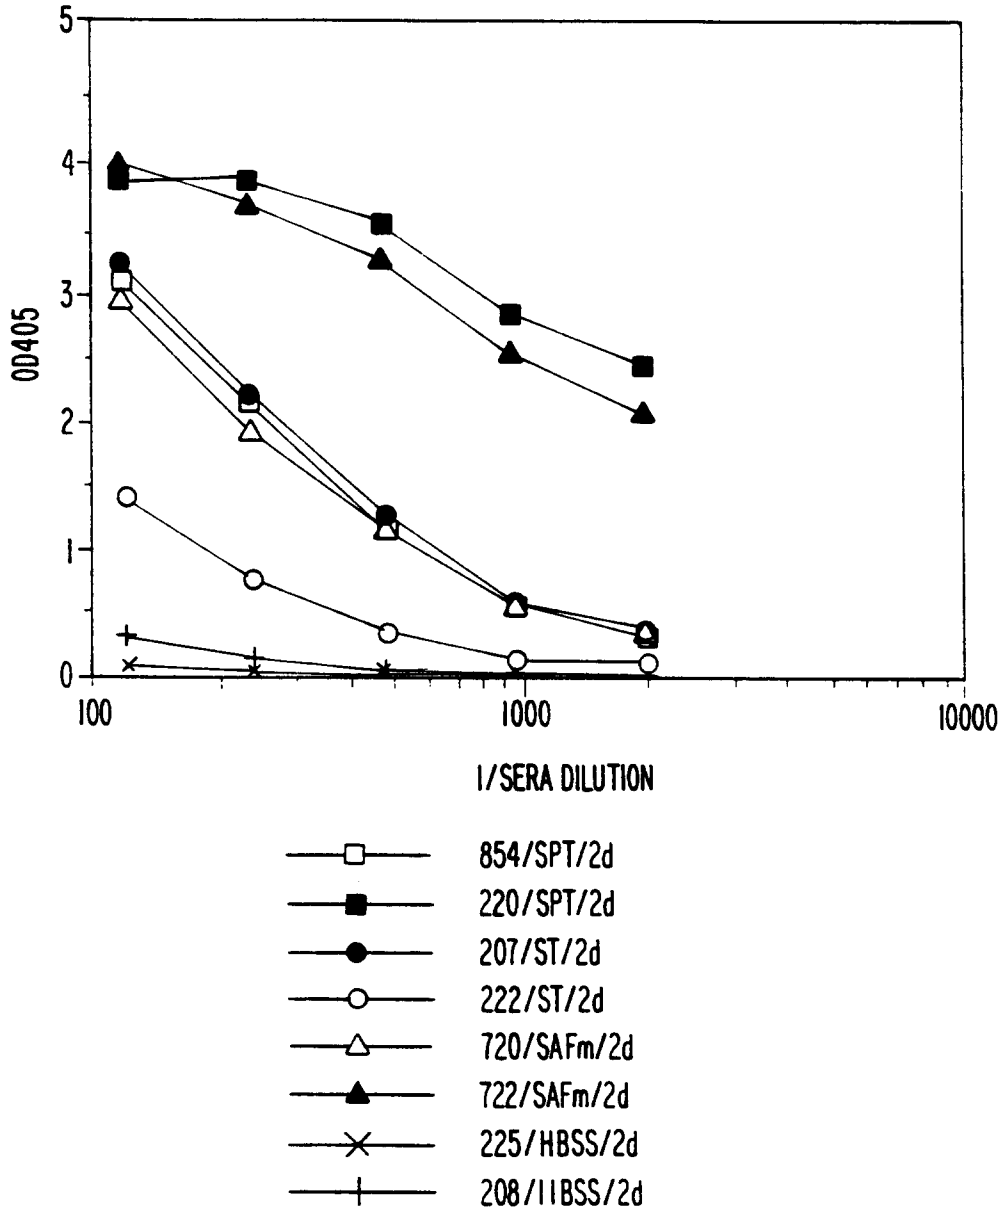 5
4
3
2
1
0
OD405
100
1000
10000
1/SERA DILUTION
854/SPT/2d
220/SPT/2d
207/ST/2d
222/ST/2d
720/SAFm/2d
722/SAFm/2d
225/HBSS/2d
208/11BSS/2d